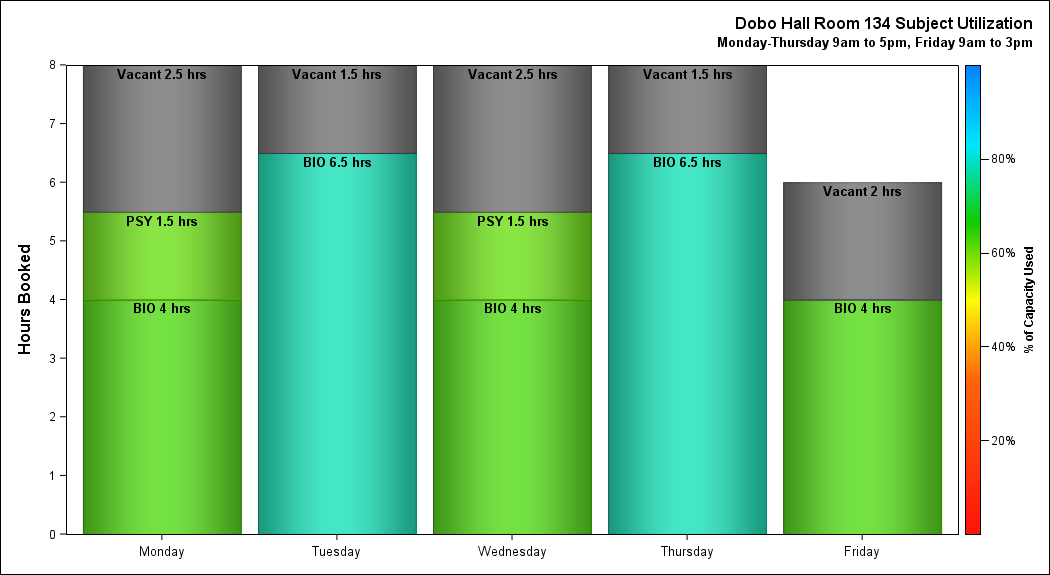 Dobo Hall Room 134 Subject Utilization
Monday-Thursday 9am to 5pm, Friday 9am to 3pm
Hours Booked
8
7
6
5
4
3
2
1
0
Vacant 2.5 hrs
PSY 1.5 hrs
BIO 4 hrs
Vacant 1.5 hrs
BIO 6.5 hrs
Vacant 2.5 hrs
PSY 1.5 hrs
BIO 4 hrs
Vacant 1.5 hrs
BIO 6.5 hrs
Vacant 2 hrs
BIO 4 hrs
Monday
Tuesday
Wednesday
Thursday
Friday
80%
60%
40%
20%
% of Capacity Used